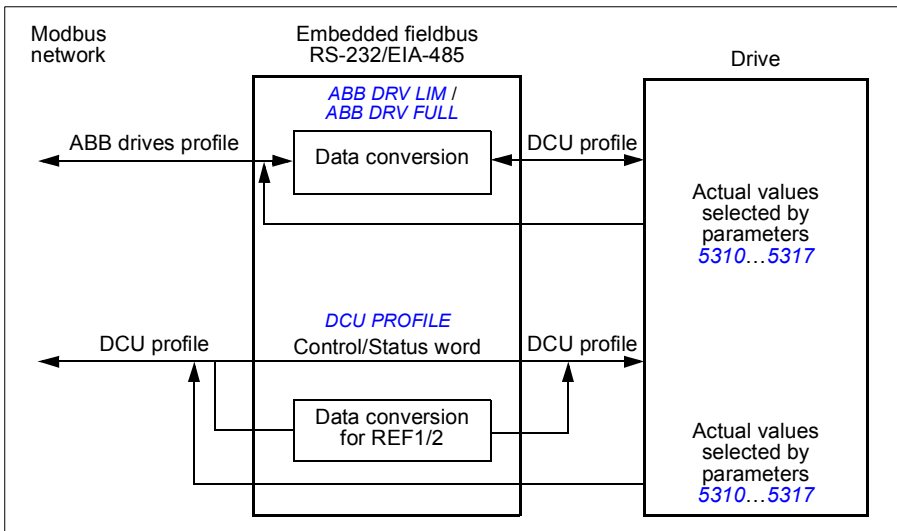 Modbus
network
Embedded fieldbus
RS-232/EIA-485
Drive
ABB DRV LIM /
ABB DRV FULL
ABB drives profile
Data conversion
DCU profile
Actual values
selected by
parameters
5310…5317
DCU PROFILE
DCU profile
Control/Status word
DCU profile
Data conversion
for REF1/2
Actual values
selected by
parameters
5310…5317